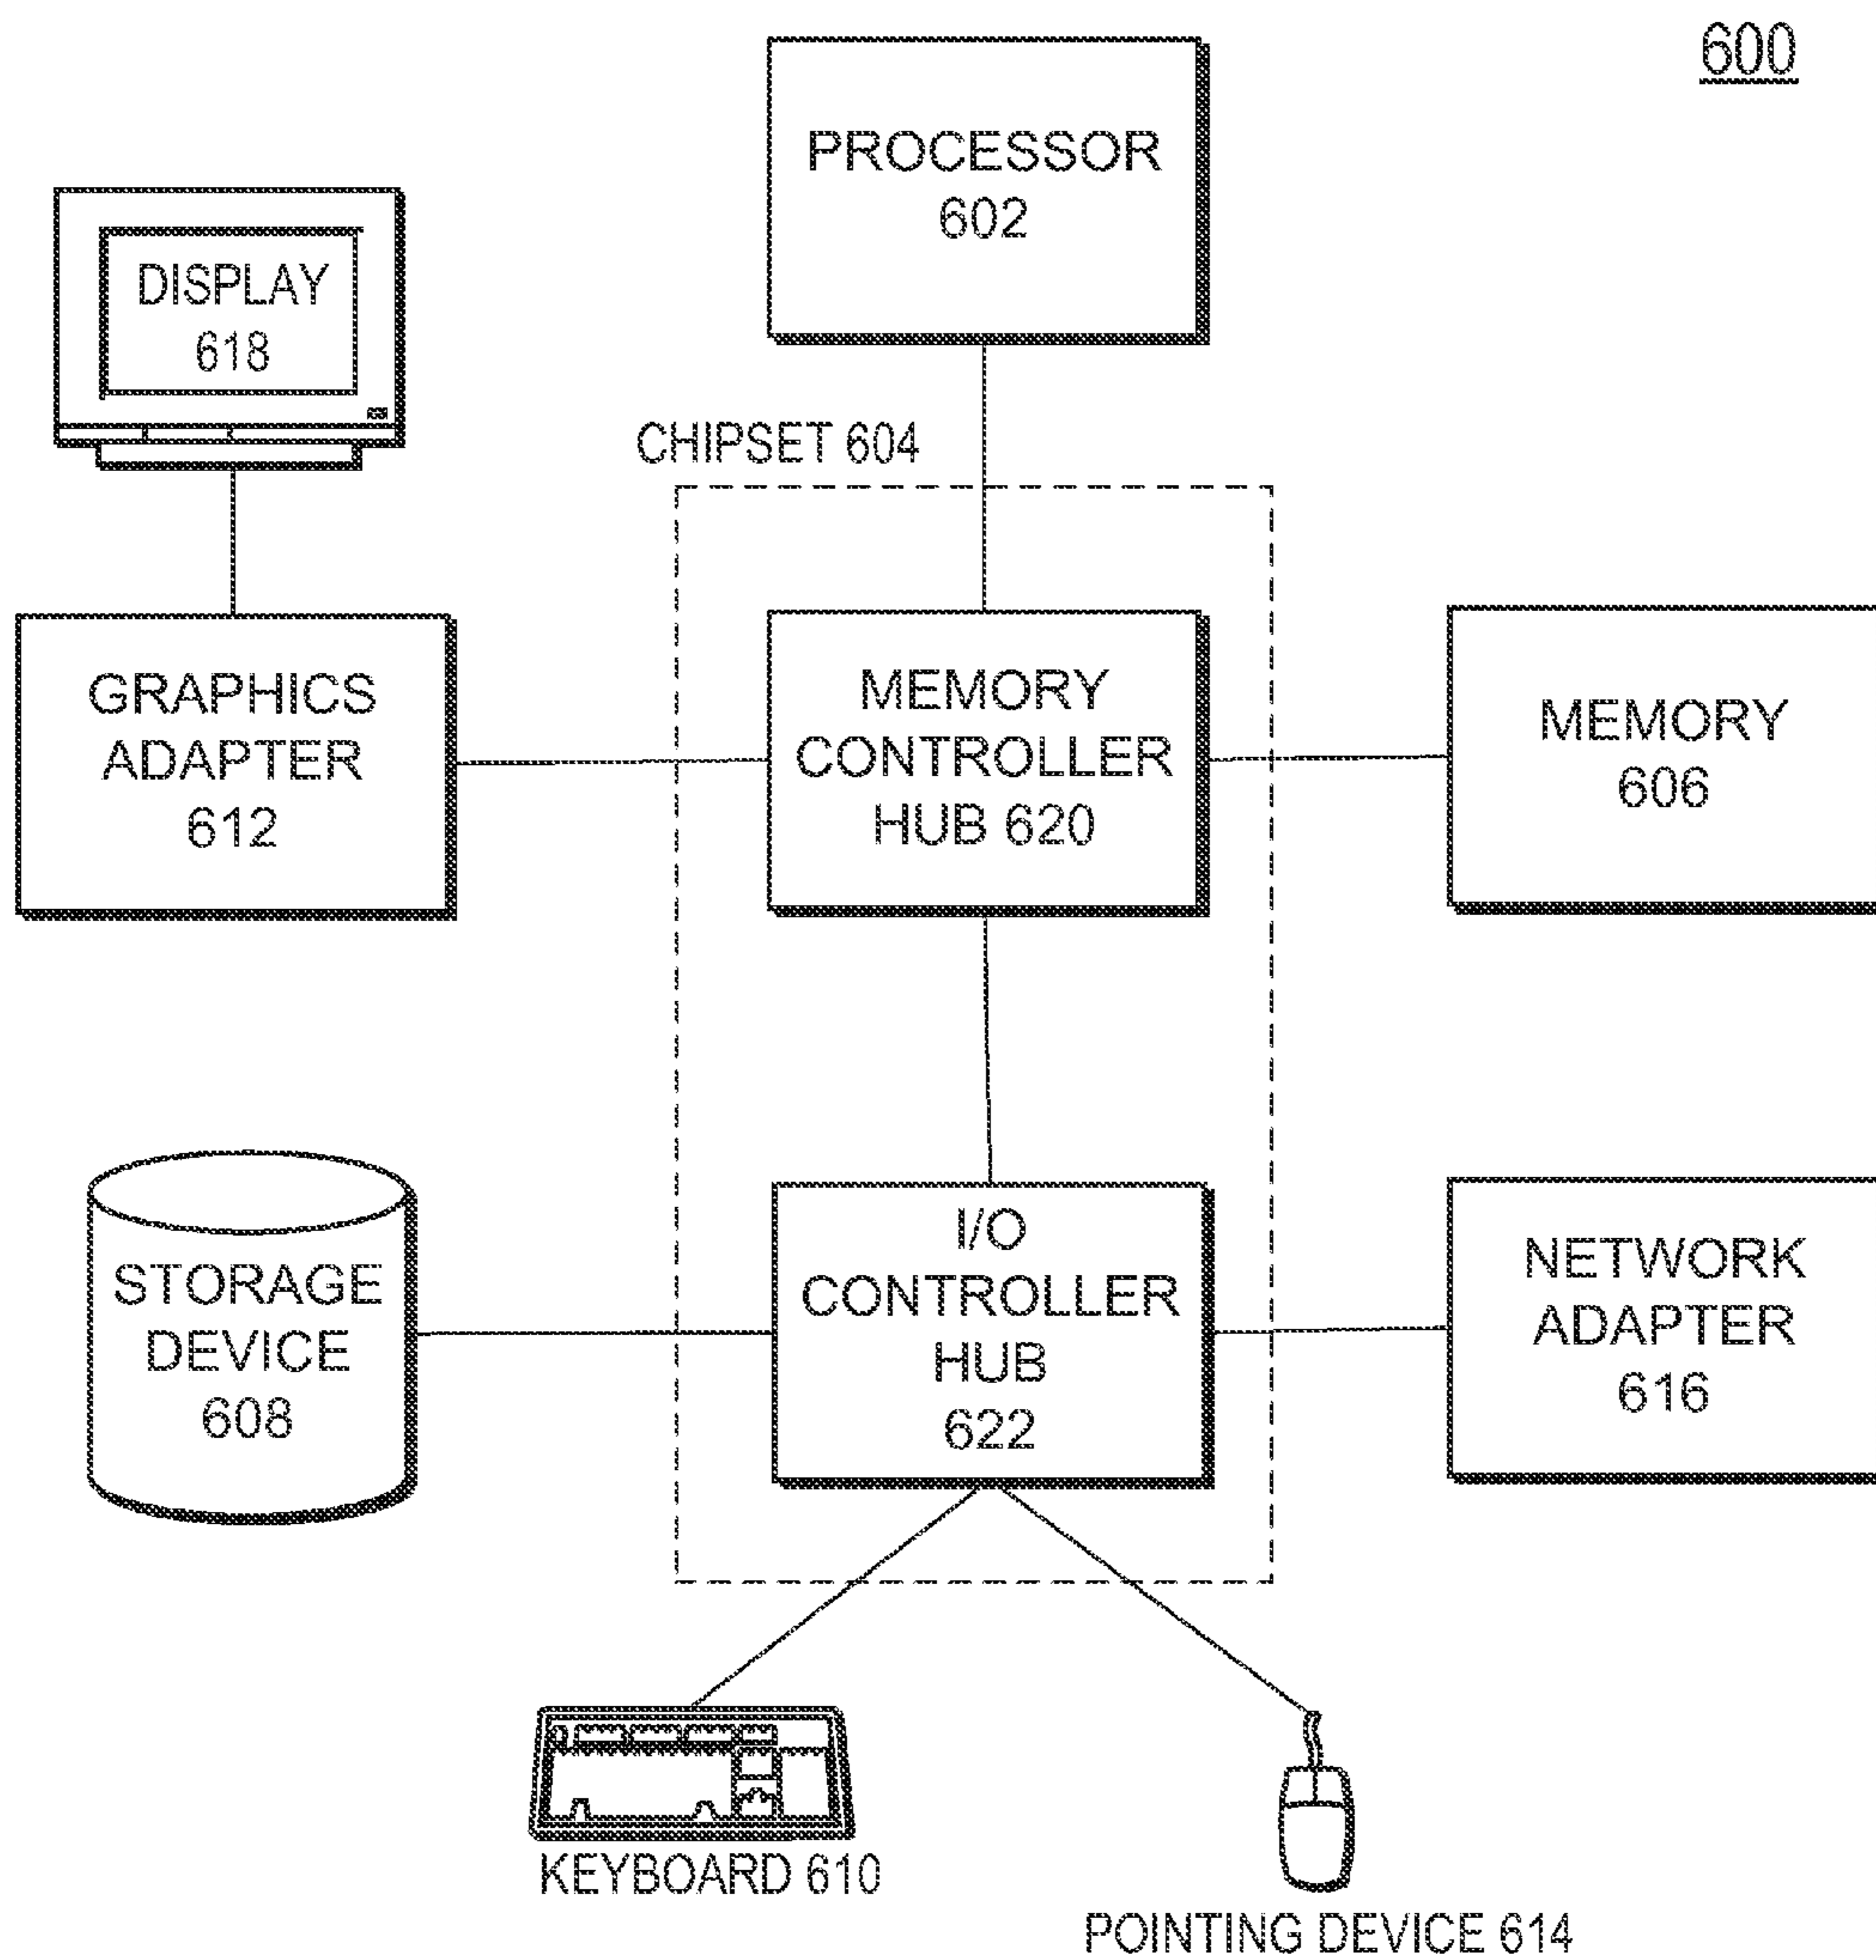 600
PROCESSOR
602
DISPLAY
618
CHIPSET 604
GRAPHICS
ADAPTER
612
MEMORY
CONTROLLER
HUB 620
MEMORY
606
STORAGE
DEVICE
608
I/O
CONTROLLER
HUB
622
NETWORK
ADAPTER
616
KEYBOARD 610
POINTING DEVICE 614